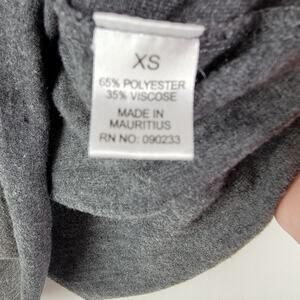 XS
65% POLYESTER
35% VISCOSE
MADE IN
MAURITIUS
RN NO: 090233